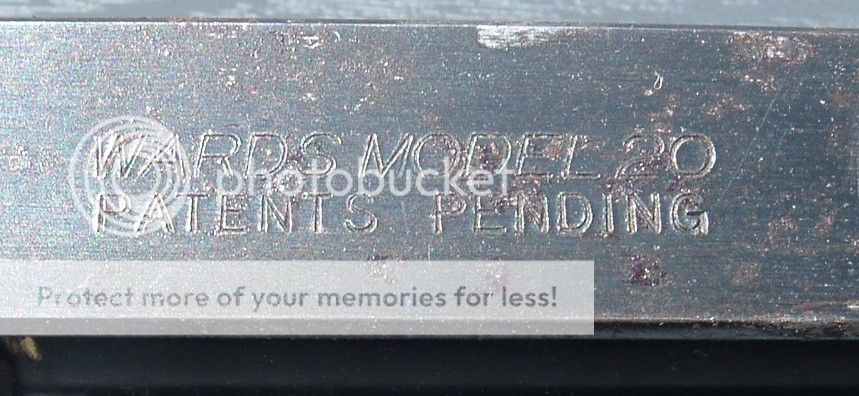 WARDS MODEL 20
photobucket
PATENTS PENDING
Protect more of your memories for less!